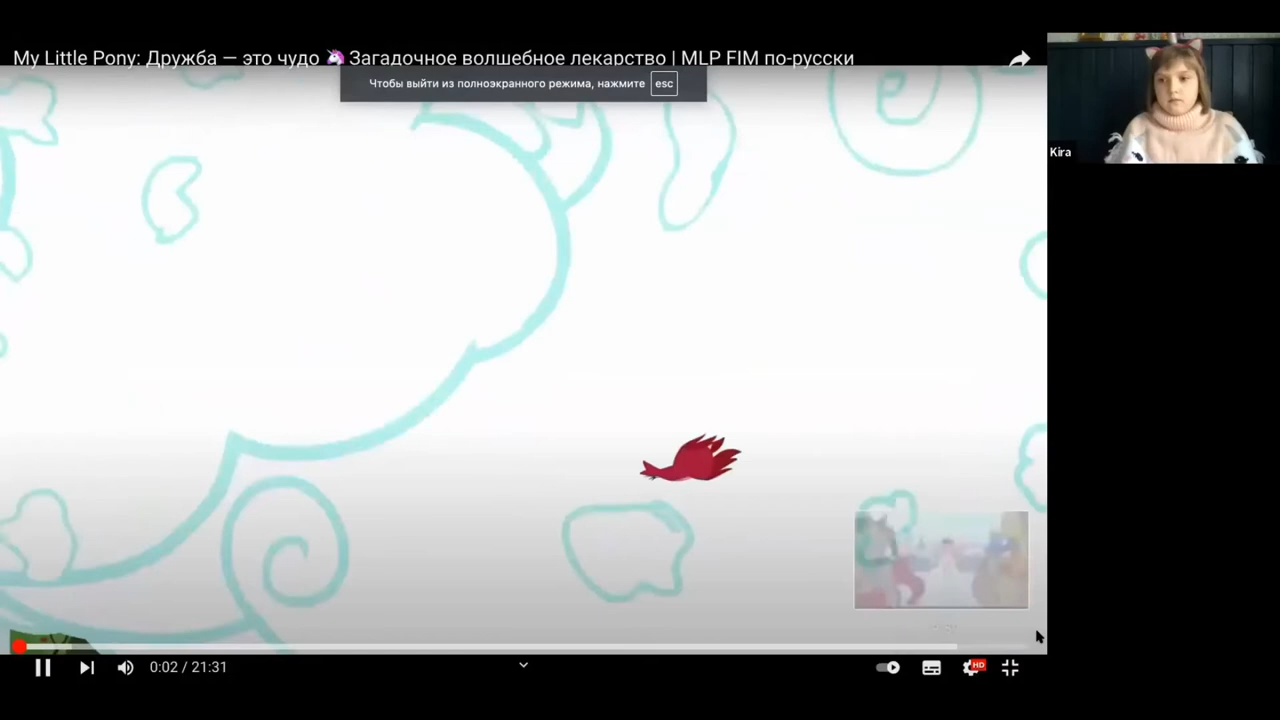 My Little Pony: Дружба — это чудо 🦄 Загадочное волшебное лекарство | MLP FIM по-русски
Чтобы выйти из полноэкранного режима, нажмите esc
Kira
0:02 / 21:31
HD